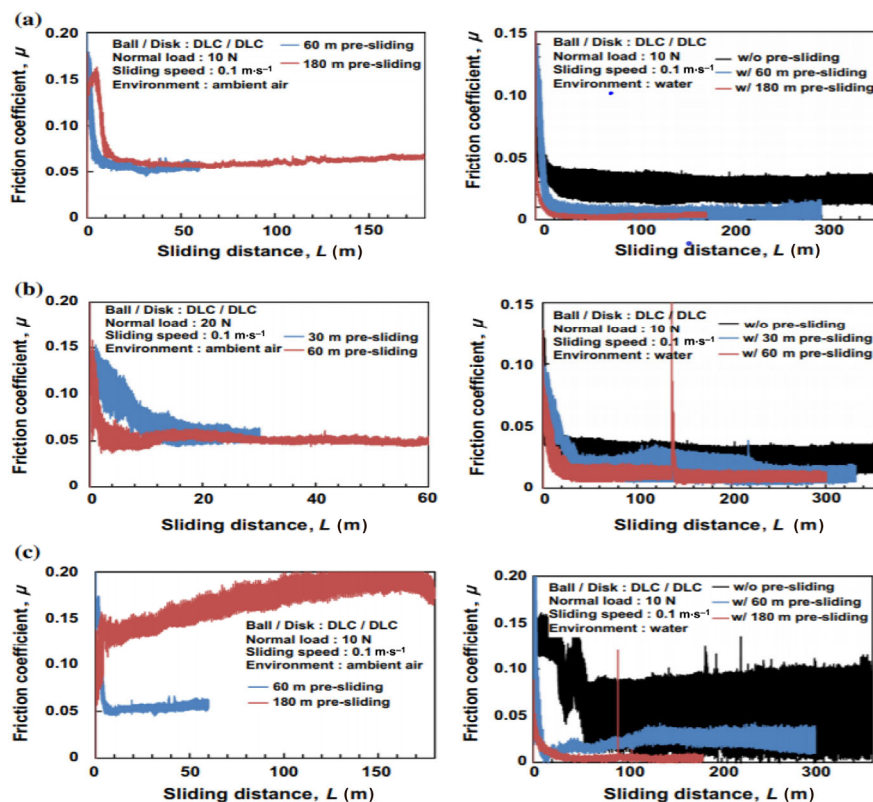 (a)
0.20
0.15
0.10
0.05
0
Friction coefficient, μ
Ball / Disk : DLC / DLC
Normal load : 10 N
Sliding speed : 0.1 m·s⁻¹
Environment : ambient air
60 m pre-sliding
180 m pre-sliding
0 50 100 150
Sliding distance, L (m)
0.15
0.10
0.05
0
Friction coefficient, μ
Ball / Disk : DLC / DLC
Normal load : 10 N
Sliding speed : 0.1 m·s⁻¹
Environment : water
w/o pre-sliding
w/ 60 m pre-sliding
w/ 180 m pre-sliding
0 100 200 300
Sliding distance, L (m)
(b)
0.20
0.15
0.10
0.05
0
Friction coefficient, μ
Ball / Disk : DLC / DLC
Normal load : 20 N
Sliding speed : 0.1 m·s⁻¹
Environment : ambient air
30 m pre-sliding
60 m pre-sliding
0 20 40 60
Sliding distance, L (m)
0.15
0.10
0.05
0
Friction coefficient, μ
Ball / Disk : DLC / DLC
Normal load : 10 N
Sliding speed : 0.1 m·s⁻¹
Environment : water
w/o pre-sliding
w/ 30 m pre-sliding
w/ 60 m pre-sliding
0 100 200 300
Sliding distance, L (m)
(c)
0.20
0.15
0.10
0.05
0
Friction coefficient, μ
Ball / Disk : DLC / DLC
Normal load : 10 N
Sliding speed : 0.1 m·s⁻¹
Environment : ambient air
60 m pre-sliding
180 m pre-sliding
0 50 100 150
Sliding distance, L (m)
0.20
0.15
0.10
0.05
0
Friction coefficient, μ
Ball / Disk : DLC / DLC
Normal load : 10 N
Sliding speed : 0.1 m·s⁻¹
Environment : water
w/o pre-sliding
w/ 60 m pre-sliding
w/ 180 m pre-sliding
0 100 200 300
Sliding distance, L (m)